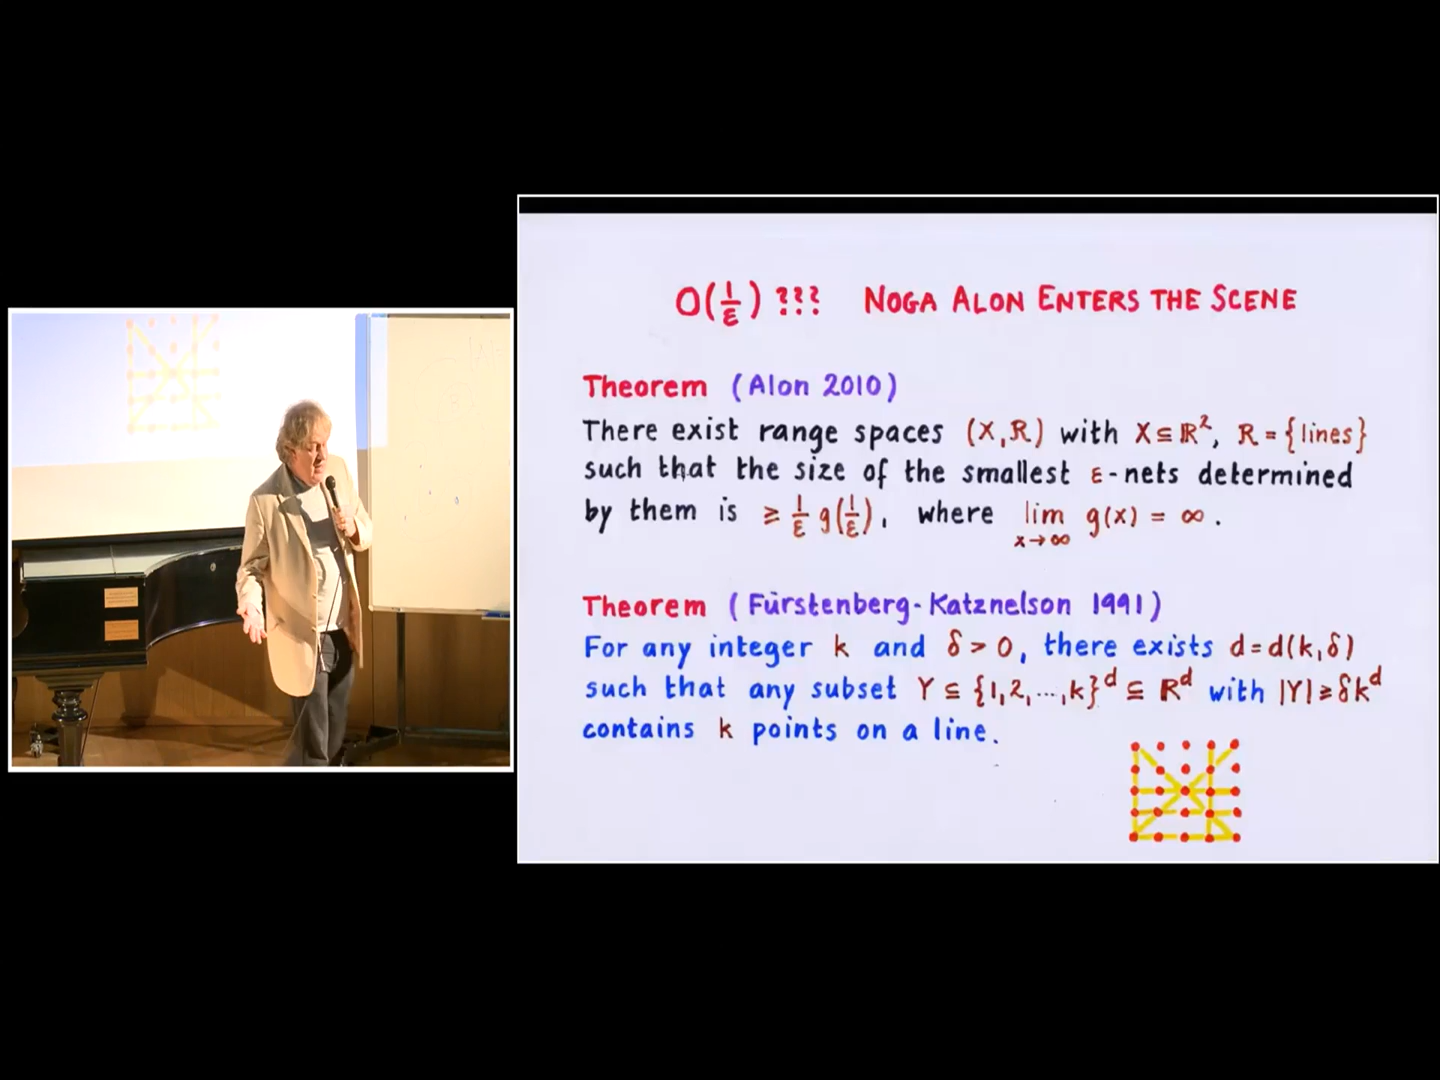 O(1/ε) ??? NOGA ALON ENTERS THE SCENE
Theorem (Alon 2010)
There exist range spaces (X,R) with X⊆ℝ², R={lines}
such that the size of the smallest ε-nets determined
by them is ≥ 1/ε g(1/ε), where lim x→∞ g(x) = ∞.
Theorem (Fürstenberg-Katznelson 1991)
For any integer k and δ>0, there exists d=d(k,δ)
such that any subset Y⊆{1,2,...,k}ᵈ⊆ℝᵈ with |Y|≥δkᵈ
contains k points on a line.